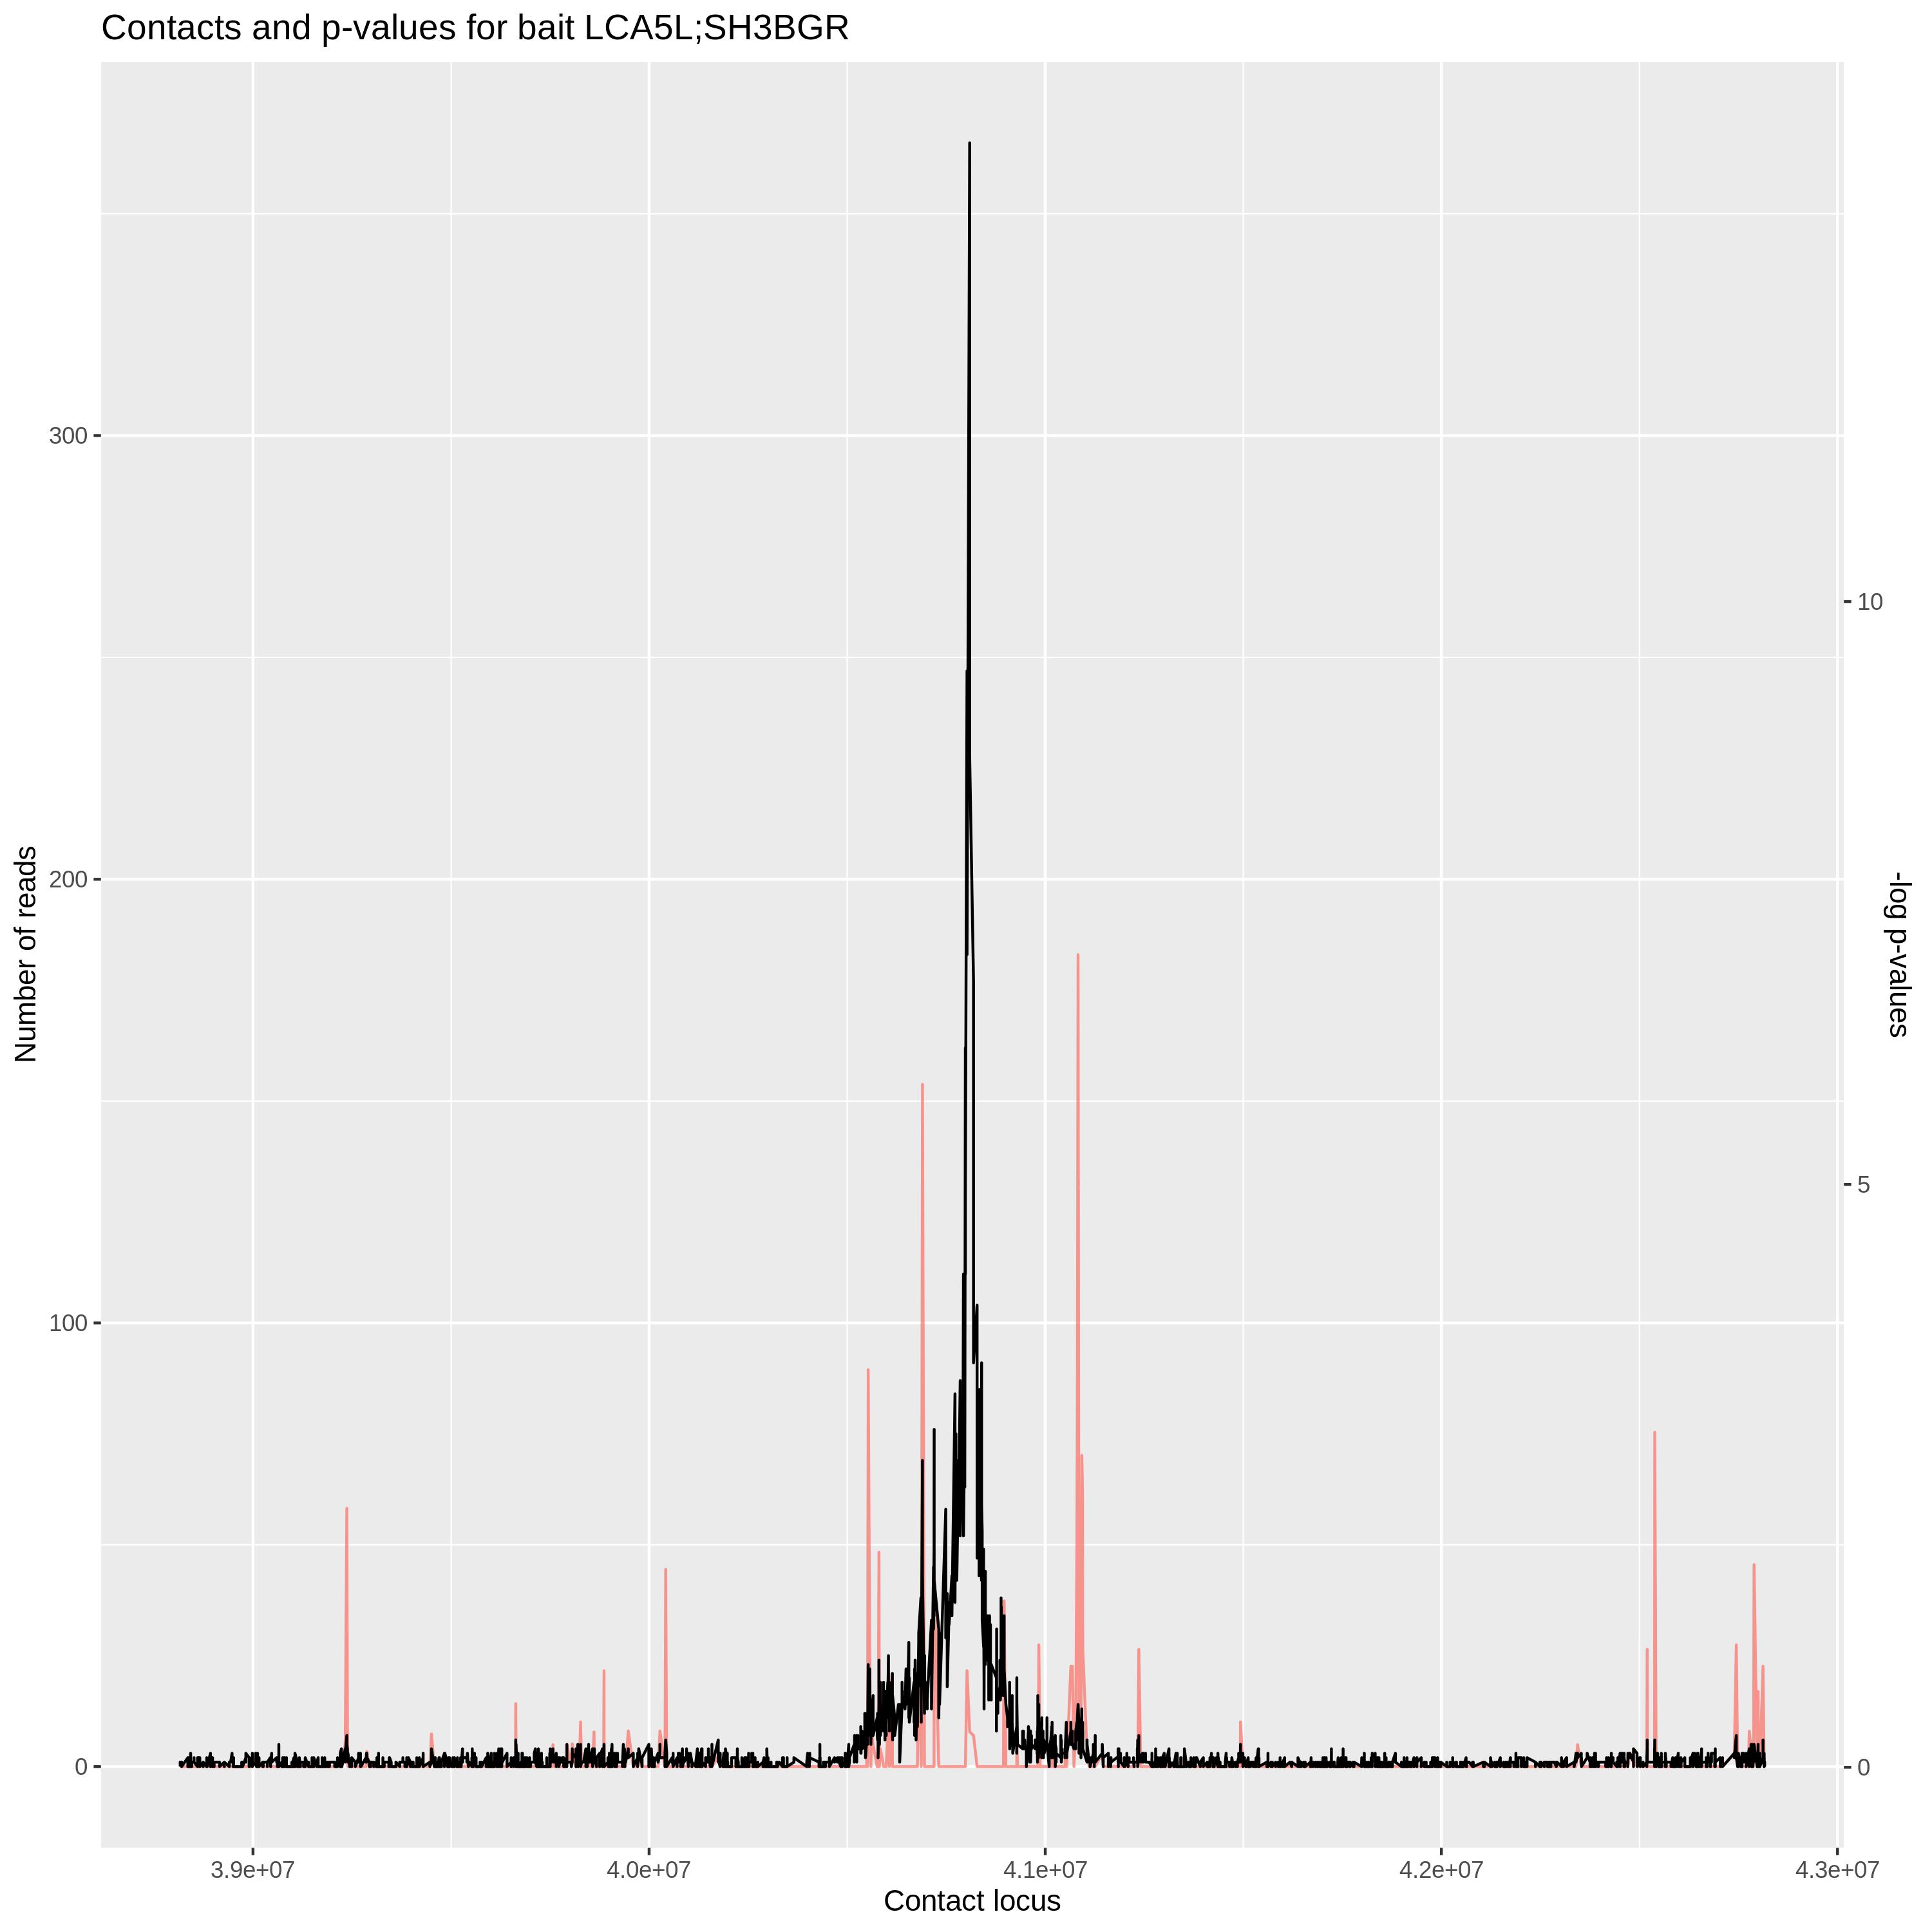 Contacts and p-values for bait LCA5L;SH3BGR
Number of reads
300
200
100
0
10
5
0
-log p-values
3.9e+07
4.0e+07
4.1e+07
4.2e+07
4.3e+07
Contact locus